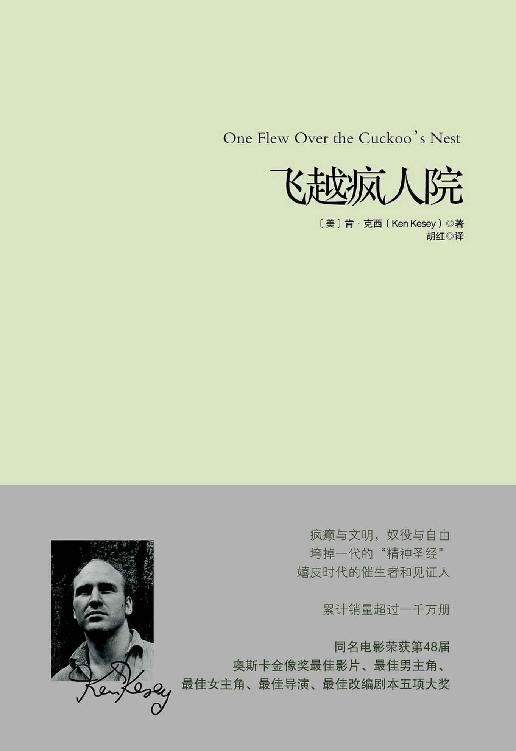 One Flew Over the Cuckoo's Nest
飞越疯人院
〔美〕肯·克西（Ken Kesey）◎著
胡红◎译
疯癫与文明，奴役与自由
垮掉一代的“精神圣经”
嬉反时代的催生者和见证人
累计销量超过一千万册
同名电影荣获第48届
奥斯卡金像奖最佳影片、最佳男主角、
最佳女主角、最佳导演、最佳改编剧本五项大奖
Ken Kesey